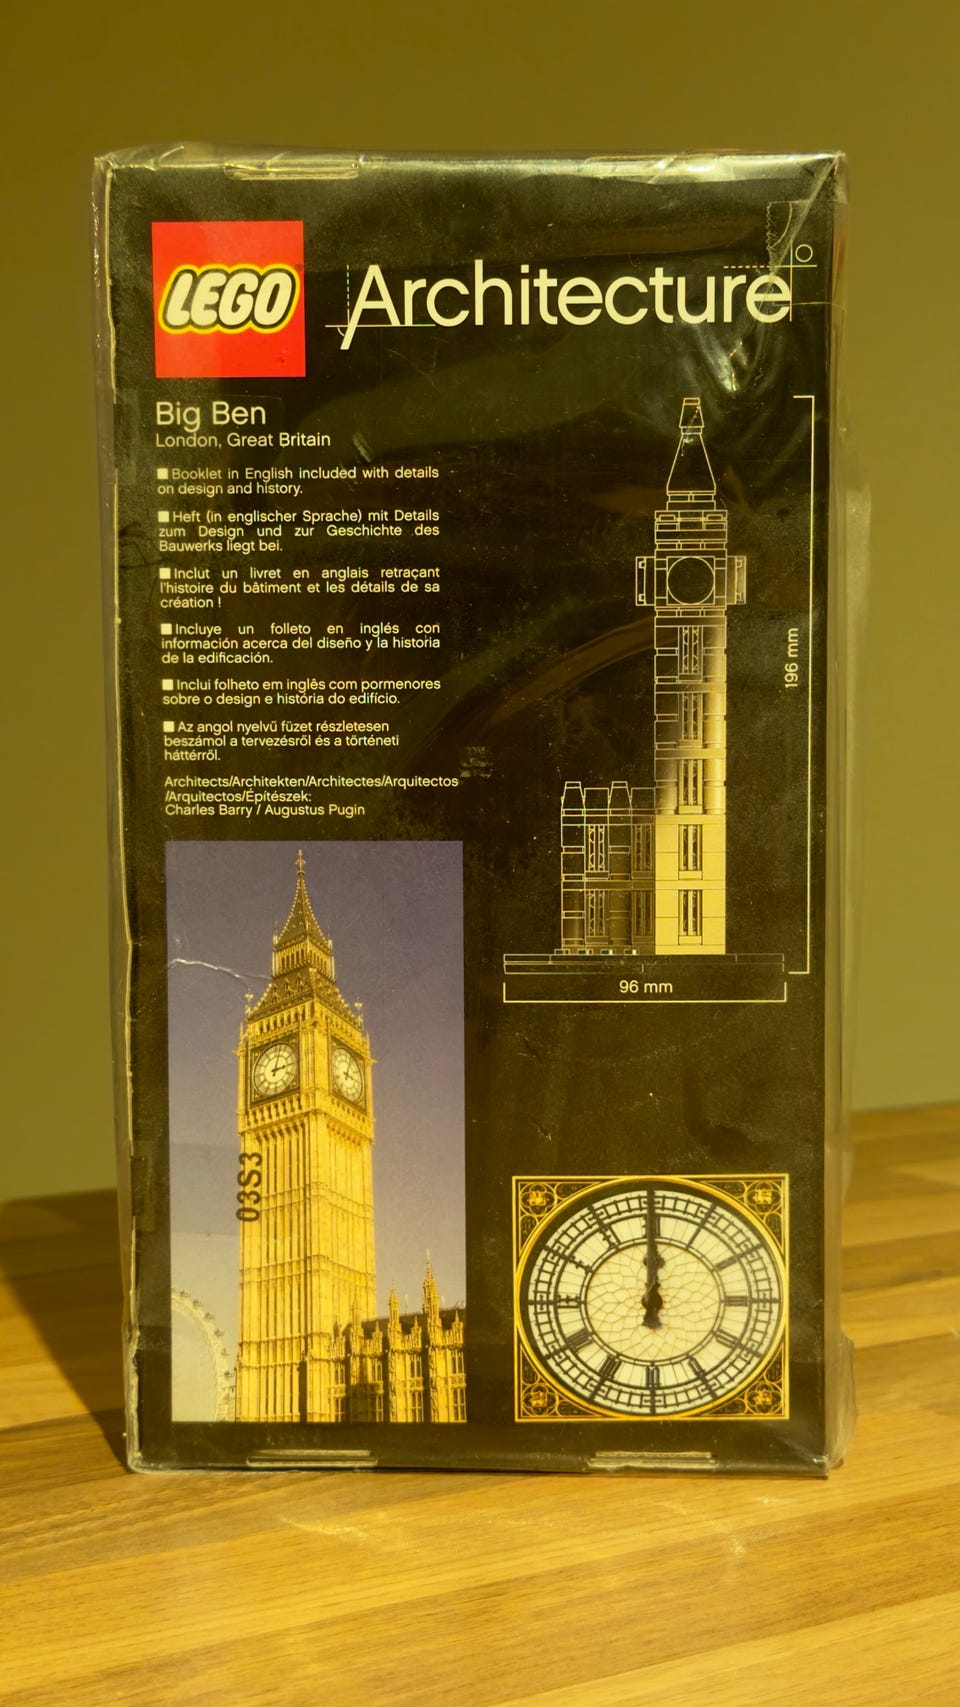 LEGO
Architecture
Big Ben
London, Great Britain
■ Booklet in English included with details
on design and history.
■ Heft (in englischer Sprache) mit Details
zum Design und zur Geschichte des
Bauwerks liegt bei.
■ Inclut un livret en anglais retraçant
l'histoire du bâtiment et les détails de sa
création !
■ Incluye un folleto en inglés con
información acerca del diseño y la historia
de la edificación.
■ Inclui folheto em inglês com pormenores
sobre o design e história do edifício.
■ Az angol nyelvű füzet részletesen
beszámol a tervezésről és a történeti
háttérről.
Architects/Architekten/Architectes/Arquitectos
/Arquitectos/Építészek:
Charles Barry / Augustus Pugin
196 mm
96 mm
03S3